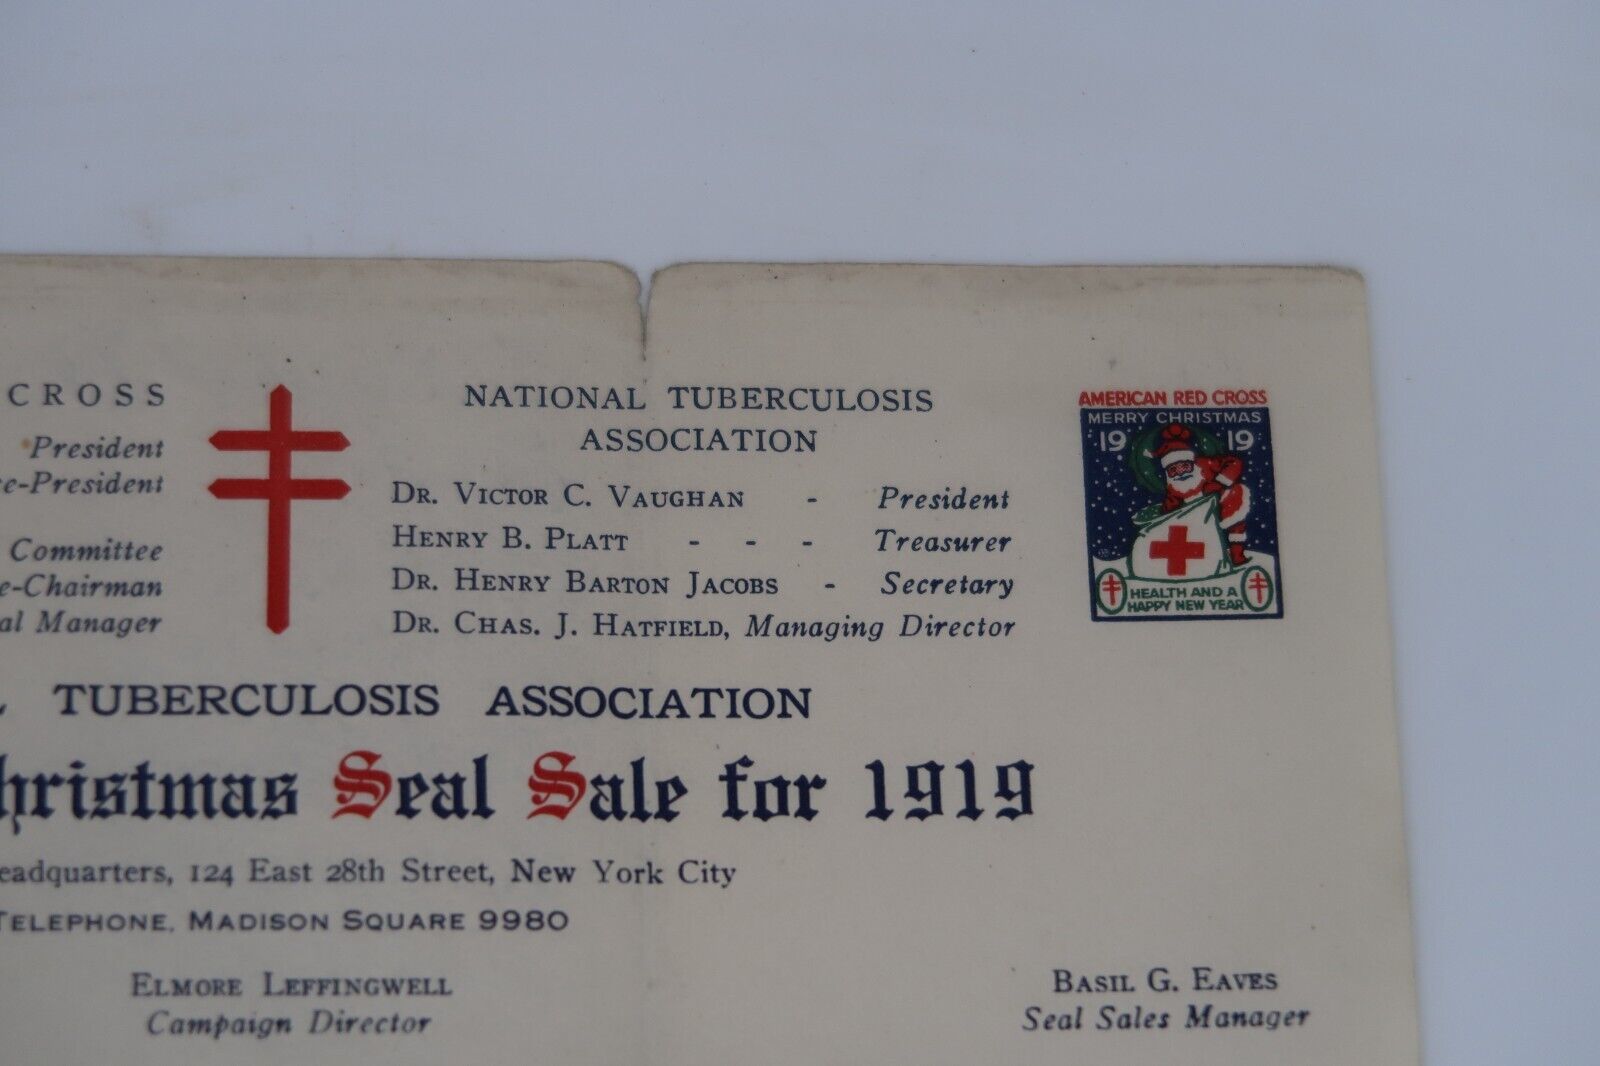 CROSS
President
ce-President
Committee
e-Chairman
al Manager
NATIONAL TUBERCULOSIS
ASSOCIATION
DR. VICTOR C. VAUGHAN - President
HENRY B. PLATT - - - Treasurer
DR. HENRY BARTON JACOBS - Secretary
DR. CHAS. J. HATFIELD, Managing Director
AMERICAN RED CROSS
MERRY CHRISTMAS
19 19
HEALTH AND A
HAPPY NEW YEAR
L TUBERCULOSIS ASSOCIATION
hristmas Seal Sale for 1919
eadquarters, 124 East 28th Street, New York City
TELEPHONE, MADISON SQUARE 9980
ELMORE LEFFINGWELL
Campaign Director
BASIL G. EAVES
Seal Sales Manager